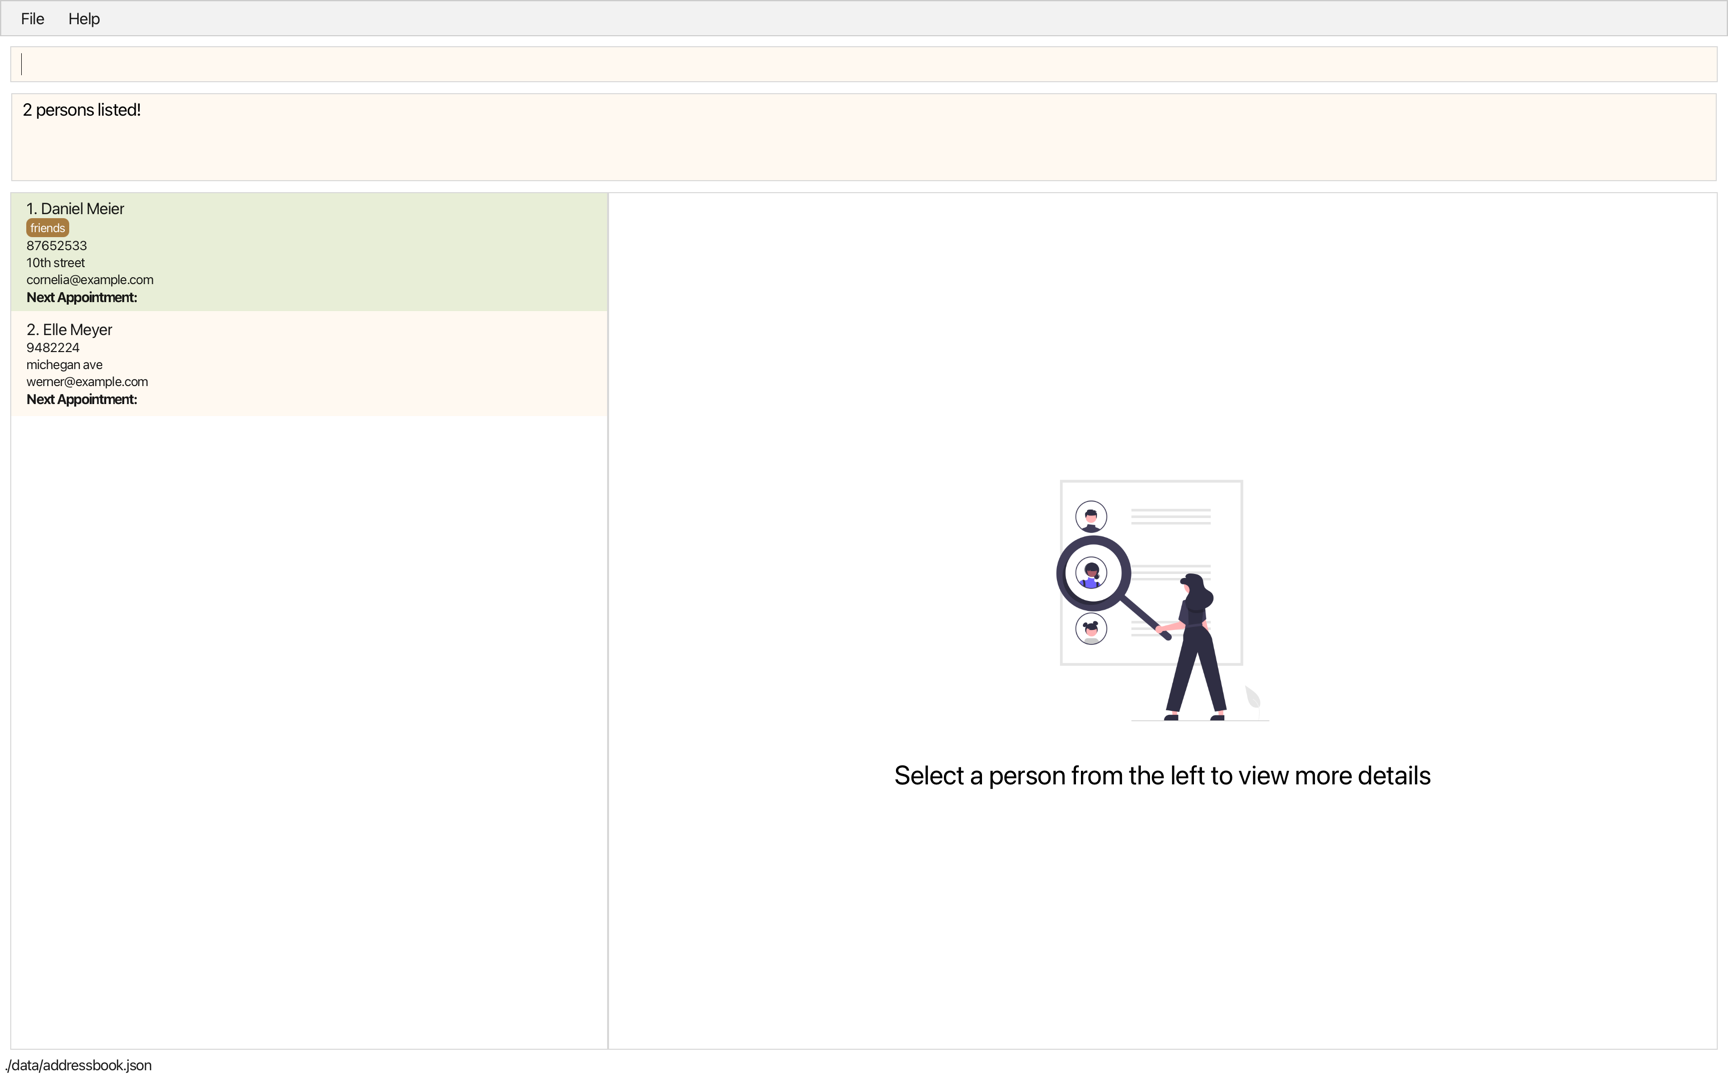 File Help
2 persons listed!
1. Daniel Meier
friends
87652533
10th street
cornelia@example.com
Next Appointment:
2. Elle Meyer
9482224
michegan ave
werner@example.com
Next Appointment:
Select a person from the left to view more details
./data/addressbook.json